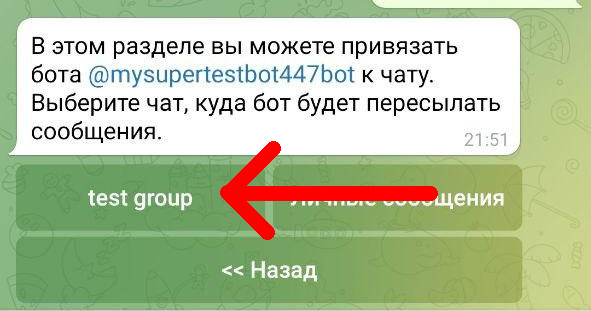 В этом разделе вы можете привязать
бота @mysupertestbot447bot к чату.
Выберите чат, куда бот будет пересылать
сообщения.
21:51
test group
Личные сообщения
<< Назад